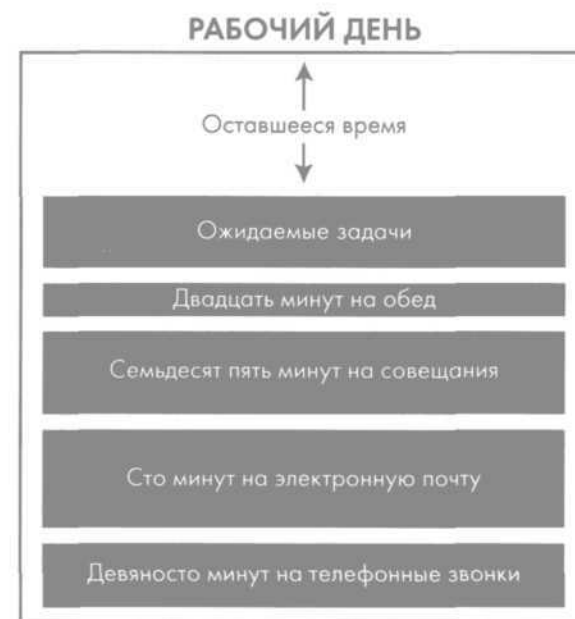 РАБОЧИЙ ДЕНЬ
Оставшееся время
Ожидаемые задачи
Двадцать минут на обед
Семьдесят пять минут на совещания
Сто минут на электронную почту
Девяносто минут на телефонные звонки